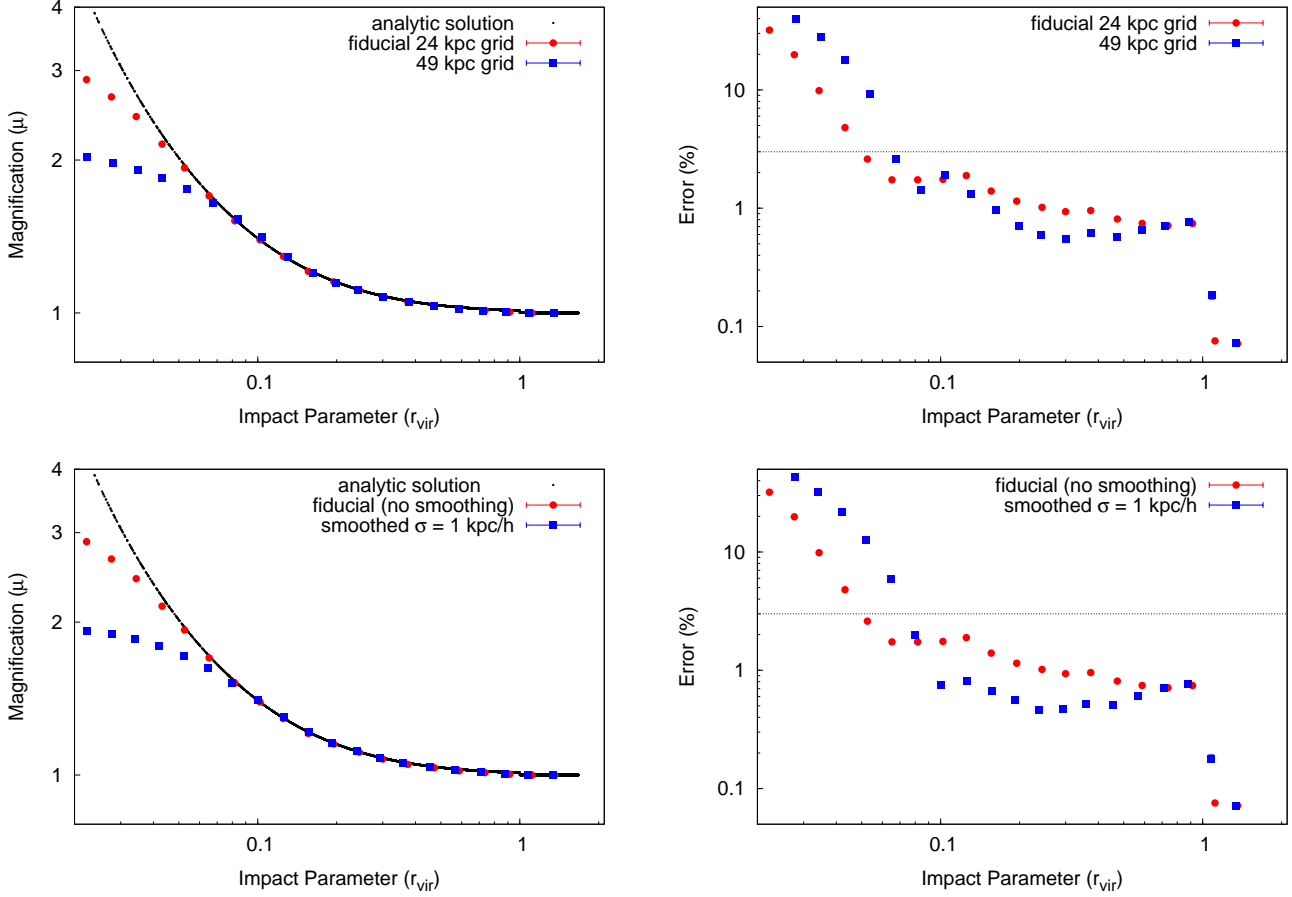 4
3
2
1
0.1
1
Magnification (μ)
Impact Parameter (r_vir)
analytic solution
fiducial 24 kpc grid
49 kpc grid
10
1
0.1
0.1
1
Error (%)
Impact Parameter (r_vir)
fiducial 24 kpc grid
49 kpc grid
4
3
2
1
0.1
1
Magnification (μ)
Impact Parameter (r_vir)
analytic solution
fiducial (no smoothing)
smoothed σ = 1 kpc/h
10
1
0.1
0.1
1
Error (%)
Impact Parameter (r_vir)
fiducial (no smoothing)
smoothed σ = 1 kpc/h